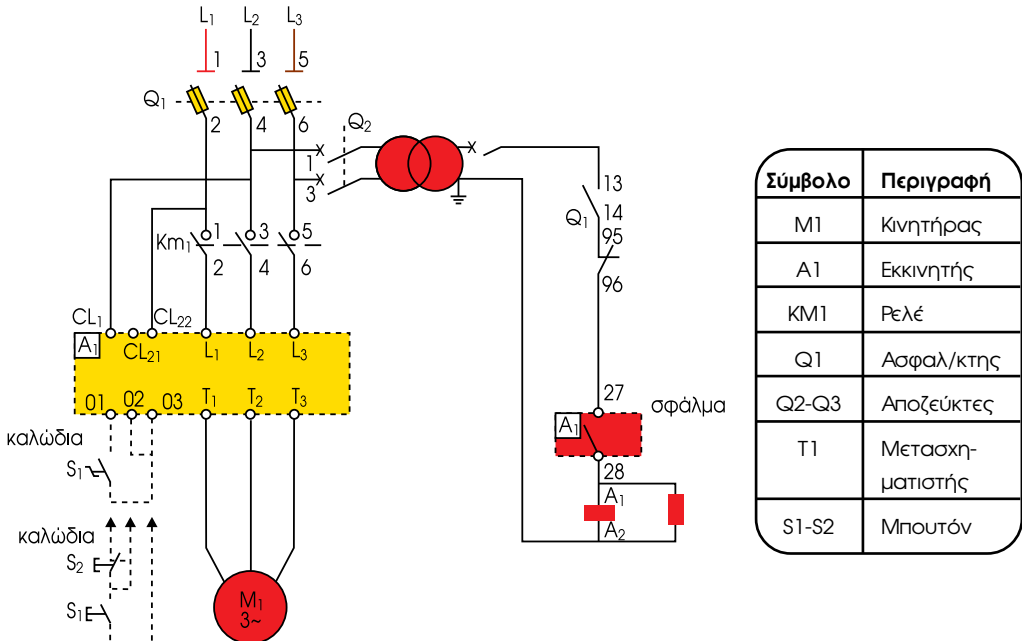 L1 L2 L3
1 3 5
Q1
2 4 6
Q2
1
3
13
Q1 14
95
96
Km1
1 3 5
2 4 6
CL1 CL22
A1 CL21 L1 L2 L3
01 02 03 T1 T2 T3
καλώδια
S1
καλώδια
S2
S1
M1
3~
27
σφάλμα
A1
28
A1
A2
Σύμβολο Περιγραφή
M1 Κινητήρας
A1 Εκκινητής
KM1 Ρελέ
Q1 Ασφαλ/κτης
Q2-Q3 Αποζεύκτες
T1 Μετασχη-
ματιστής
S1-S2 Μπουτόν